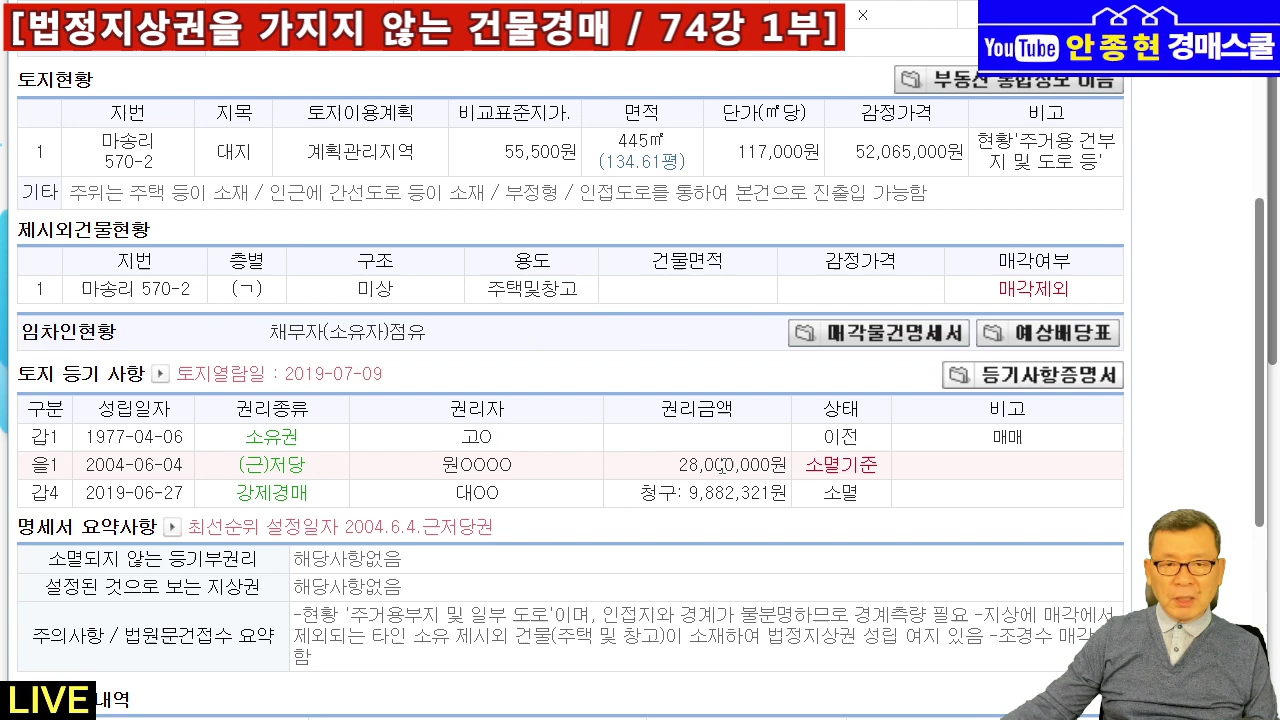 [법정지상권을 가지지 않는 건물경매 / 74강 1부]
YouTube 안종현 경매스쿨
토지현황 부동산 통합정보 이음
지번 지목 토지이용계획 비교표준지가. 면적 단가(㎡당) 감정가격 비고
1 마송리 570-2 대지 계획관리지역 55,500원 445㎡ (134.61평) 117,000원 52,065,000원 현황'주거용 건부지 및 도로 등'
기타 주위는 주택 등이 소재 / 인근에 간선도로 등이 소재 / 부정형 / 인접도로를 통하여 본건으로 진출입 가능함
제시외건물현황
지번 층별 구조 용도 건물면적 감정가격 매각여부
1 마송리 570-2 (ㄱ) 미상 주택및창고 매각제외
임차인현황 채무자(소유자)점유 매각물건명세서 예상배당표
토지 등기 사항 토지열람일 : 2019-07-09 등기사항증명서
구분 성립일자 권리종류 권리자 권리금액 상태 비고
갑1 1977-04-06 소유권 고O 이전 매매
을1 2004-06-04 (근)저당 원OOOO 28,000,000원 소멸기준
갑4 2019-06-27 강제경매 대OO 청구: 9,882,321원 소멸
명세서 요약사항 최선순위 설정일자 2004.6.4.근저당권
소멸되지 않는 등기부권리 해당사항없음
설정된 것으로 보는 지상권 해당사항없음
주의사항 / 법원문건접수 요약 -현황 '주거용부지 및 일부 도로'이며, 인접지와 경계가 불분명하므로 경계측량 필요 -지상에 매각에서
제외되는 타인 소유 제시외 건물(주택 및 창고)이 소재하여 법정지상권 성립 여지 있음 -조경수 매각
함
LIVE 내역